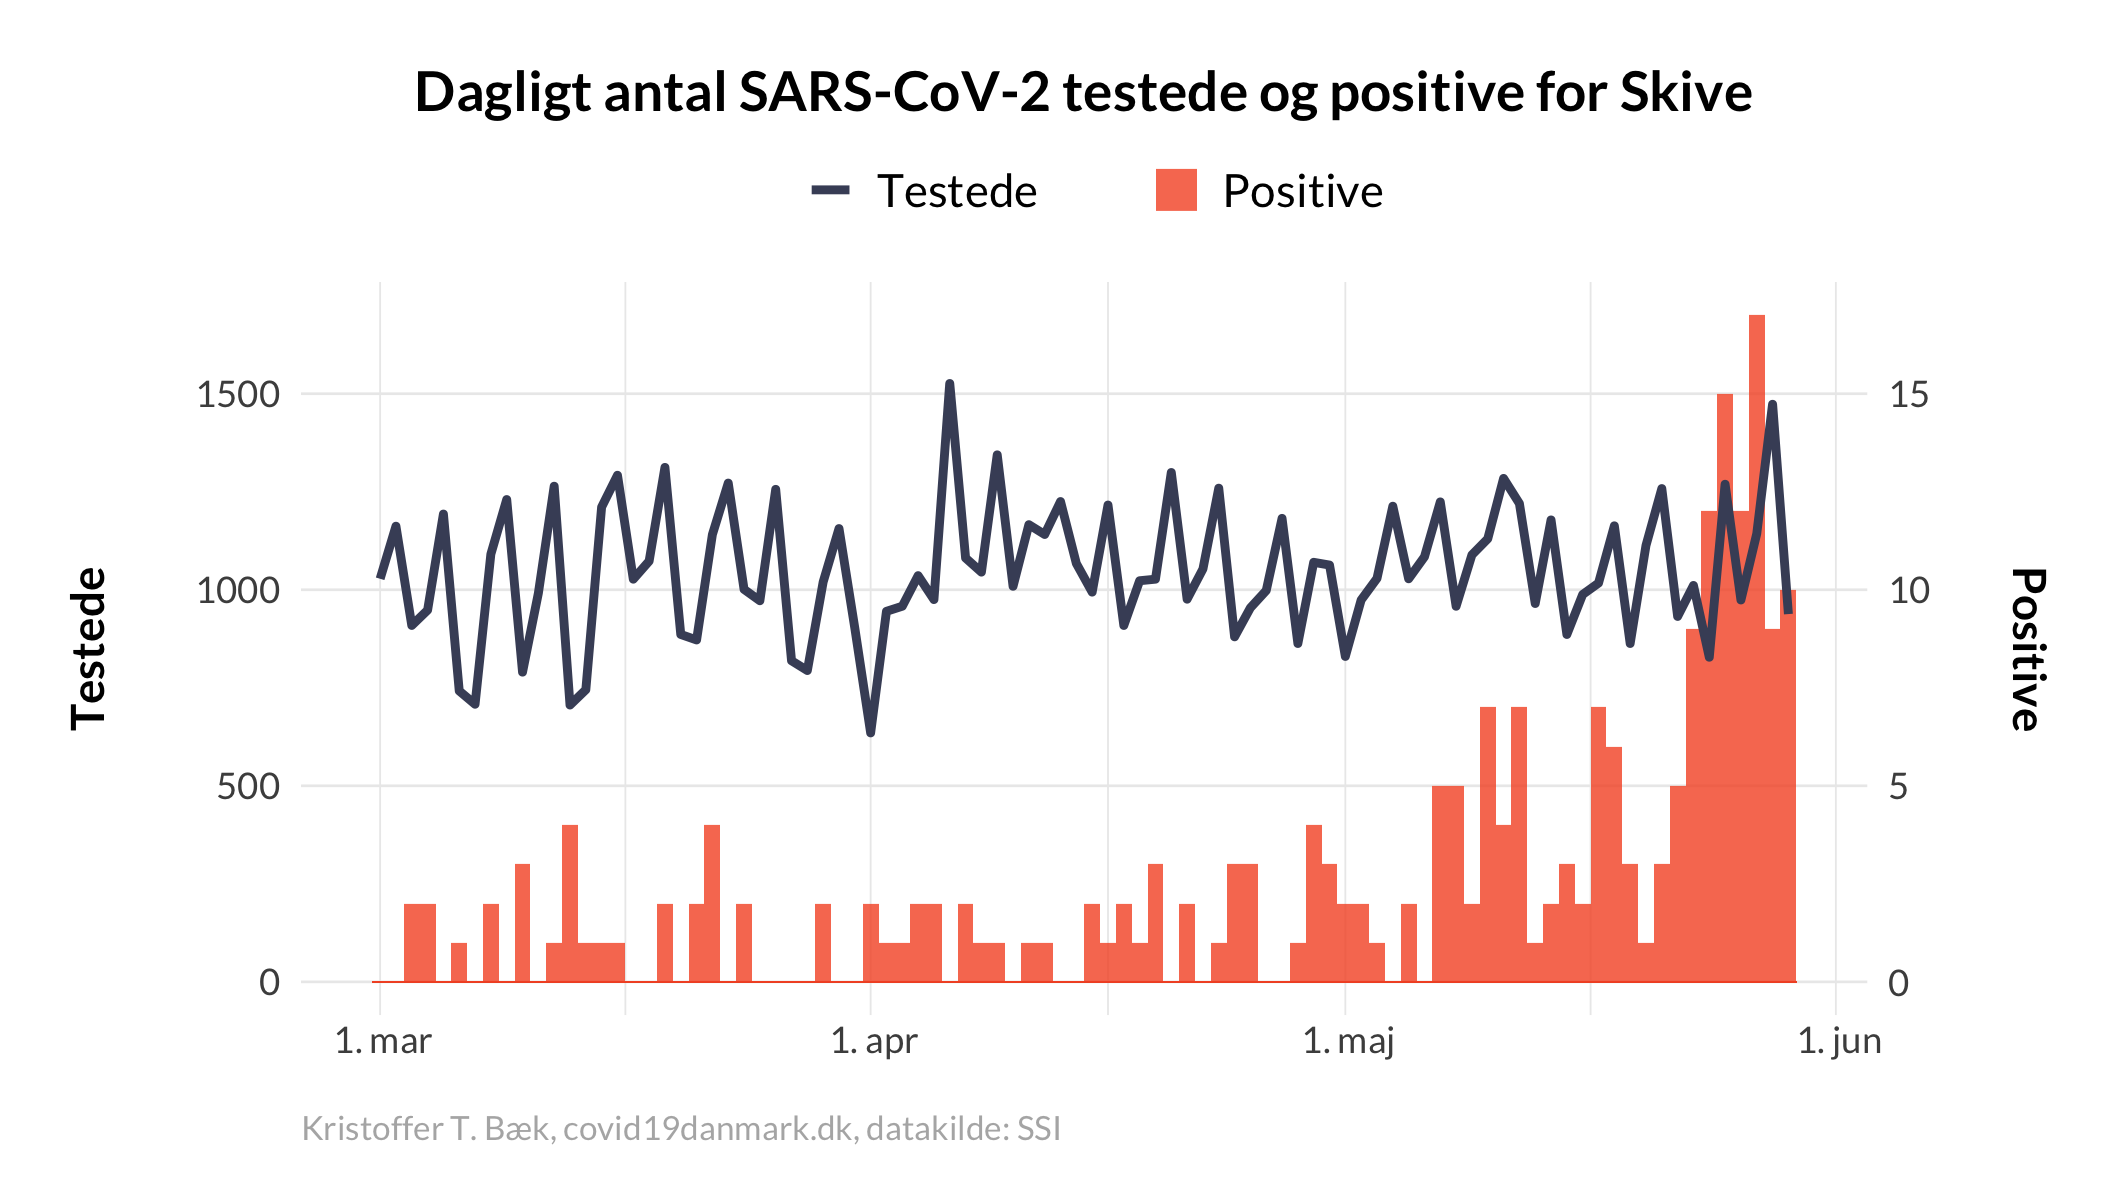 Dagligt antal SARS-CoV-2 testede og positive for Skive
Testede
Positive
1500
1000
500
0
Testede
15
10
5
0
Positive
1. mar
1. apr
1. maj
1. jun
Kristoffer T. Bæk, covid19danmark.dk, datakilde: SSI